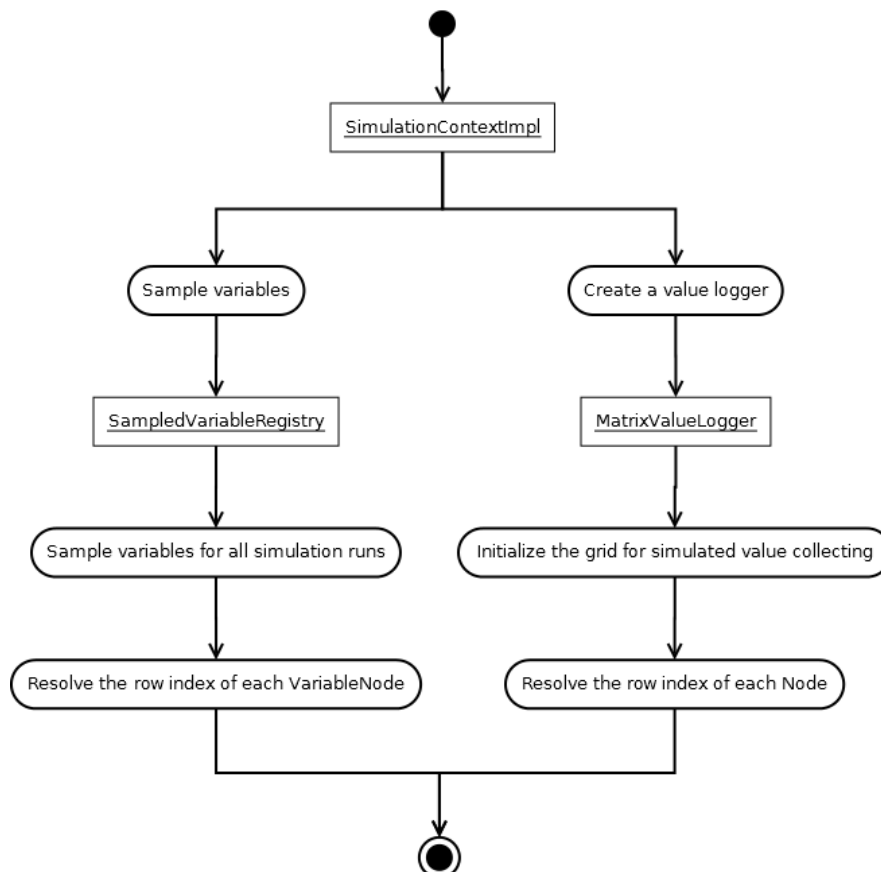 SimulationContextImpl
Sample variables
Create a value logger
SampledVariableRegistry
MatrixValueLogger
Sample variables for all simulation runs
Initialize the grid for simulated value collecting
Resolve the row index of each VariableNode
Resolve the row index of each Node